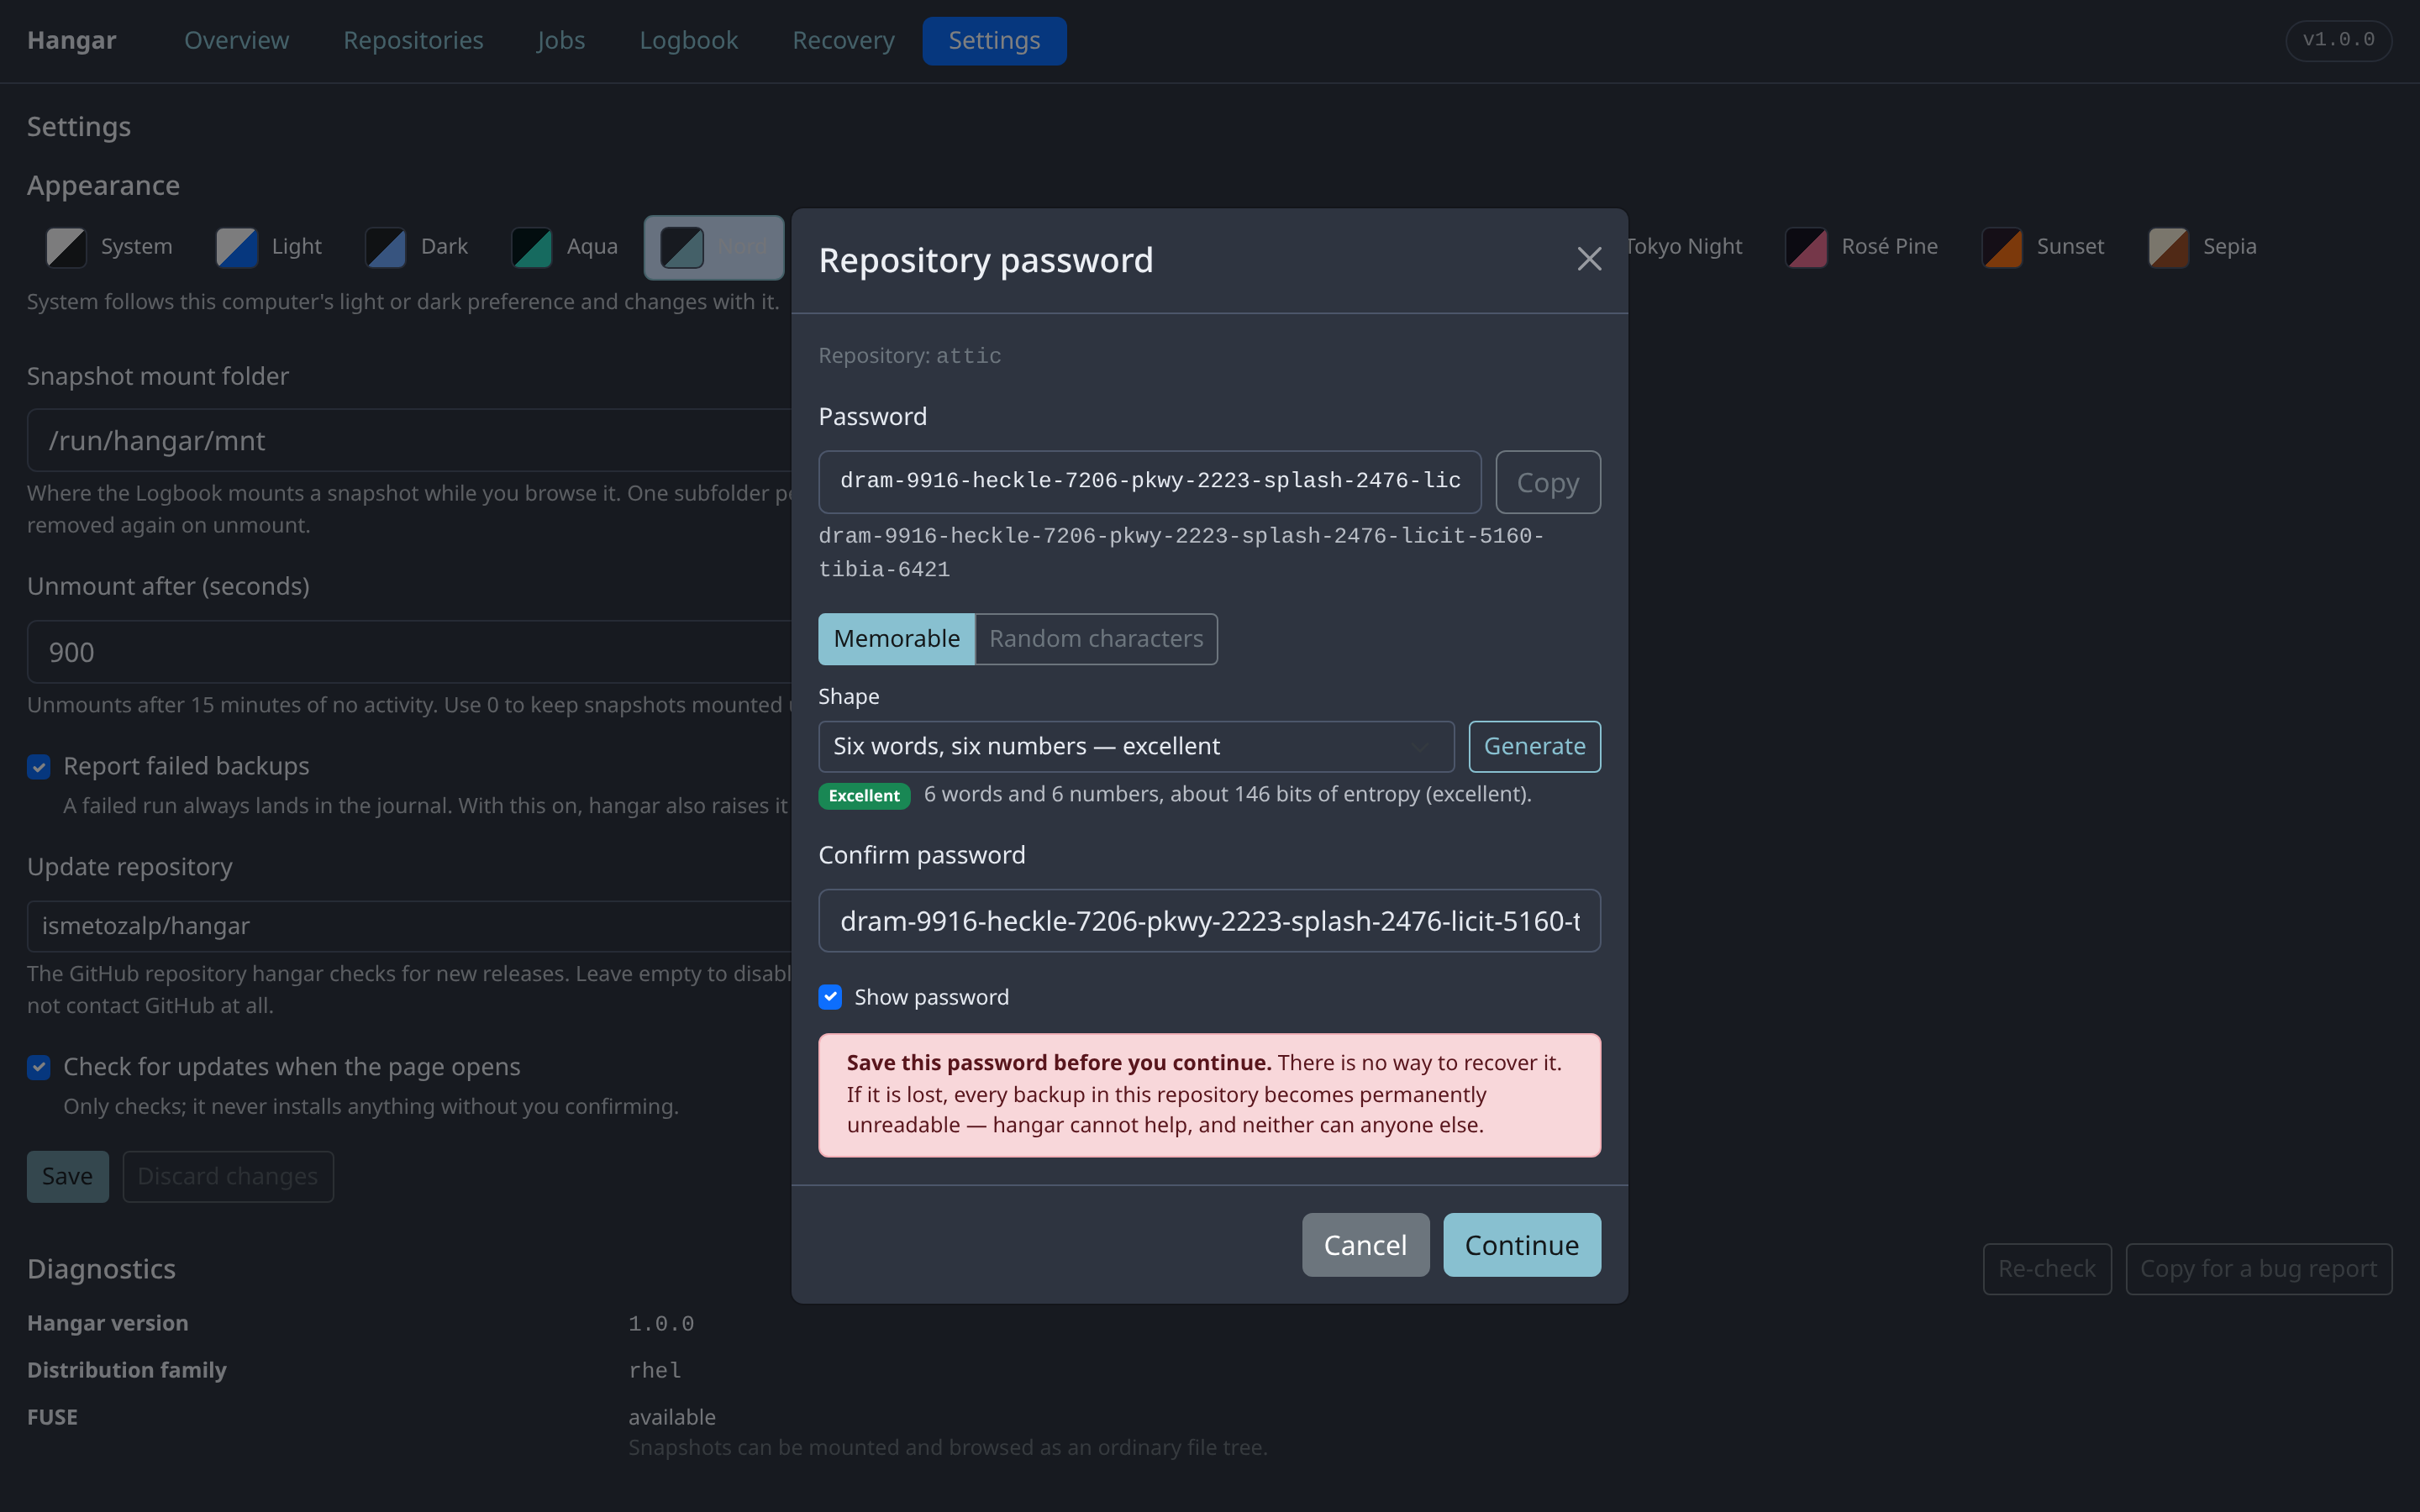 Hangar Overview Repositories Jobs Logbook Recovery Settings v1.0.0
Settings
Appearance
System Light Dark Aqua Nord Tokyo Night Rosé Pine Sunset Sepia
System follows this computer's light or dark preference and changes with it.
Snapshot mount folder
/run/hangar/mnt
Where the Logbook mounts a snapshot while you browse it. One subfolder
removed again on unmount.
Unmount after (seconds)
900
Unmounts after 15 minutes of no activity. Use 0 to keep snapshots mounted
Report failed backups
A failed run always lands in the journal. With this on, hangar also raises it
Update repository
ismetozalp/hangar
The GitHub repository hangar checks for new releases. Leave empty to
not contact GitHub at all.
Check for updates when the page opens
Only checks; it never installs anything without you confirming.
Save Discard changes
Repository password
Repository: attic
Password
dram-9916-heckle-7206-pkwy-2223-splash-2476-lic Copy
dram-9916-heckle-7206-pkwy-2223-splash-2476-licit-5160-
tibia-6421
Memorable Random characters
Shape
Six words, six numbers — excellent Generate
Excellent 6 words and 6 numbers, about 146 bits of entropy (excellent).
Confirm password
dram-9916-heckle-7206-pkwy-2223-splash-2476-licit-5160-t
Show password
Save this password before you continue. There is no way to recover it.
If it is lost, every backup in this repository becomes permanently
unreadable — hangar cannot help, and neither can anyone else.
Cancel Continue
Diagnostics Re-check Copy for a bug report
Hangar version 1.0.0
Distribution family rhel
FUSE available
Snapshots can be mounted and browsed as an ordinary file tree.